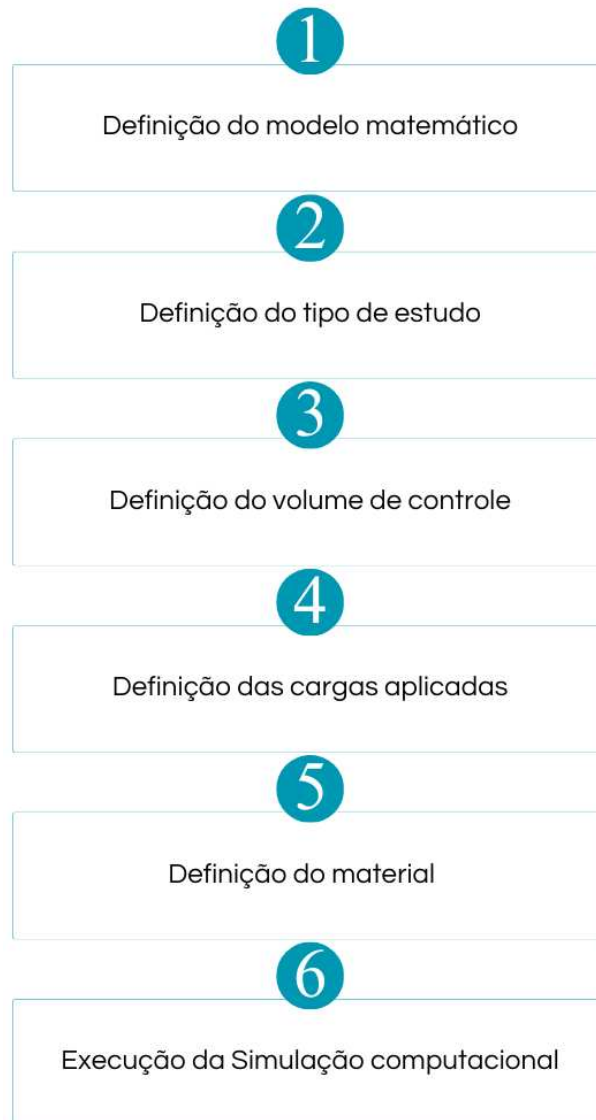 1
Definição do modelo matemático
2
Definição do tipo de estudo
3
Definição do volume de controle
4
Definição das cargas aplicadas
5
Definição do material
6
Execução da Simulação computacional